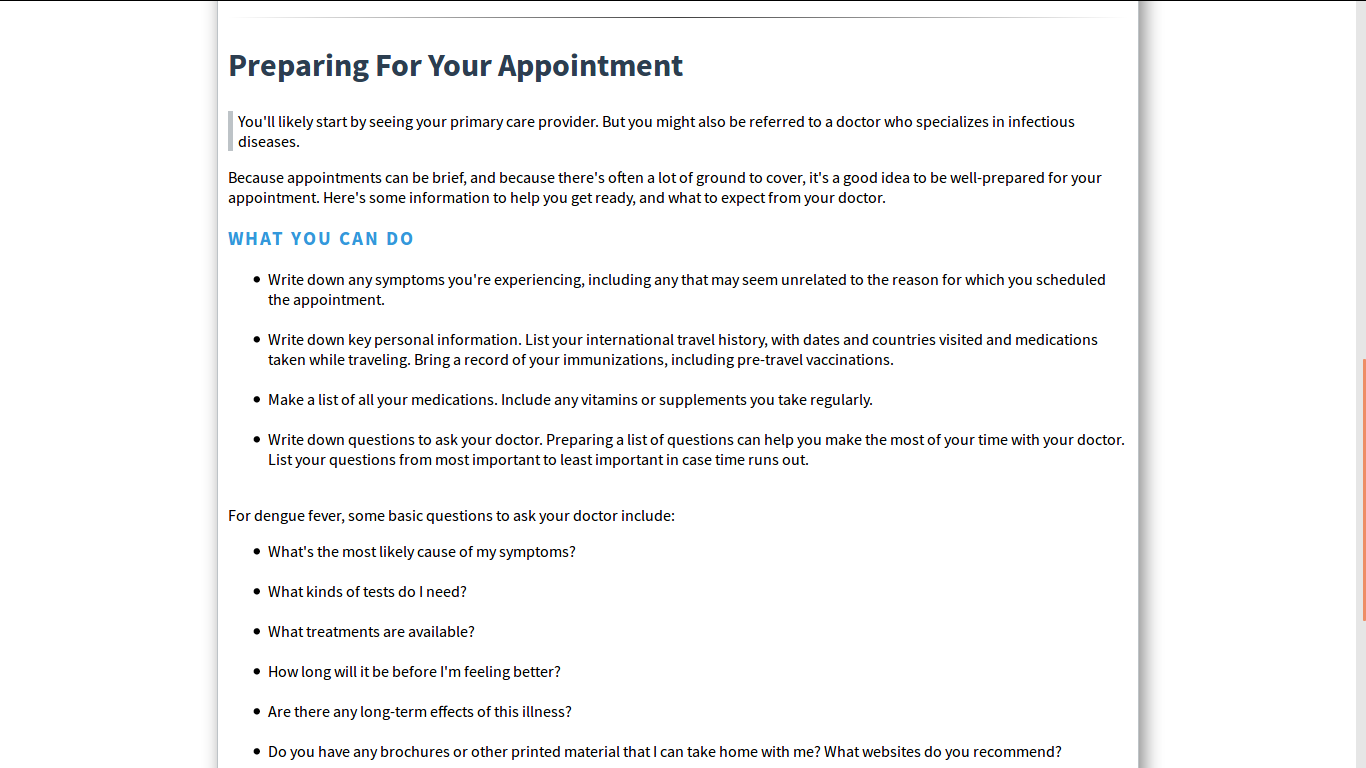 Preparing For Your Appointment
You'll likely start by seeing your primary care provider. But you might also be referred to a doctor who specializes in infectious
diseases.
Because appointments can be brief, and because there's often a lot of ground to cover, it's a good idea to be well-prepared for your
appointment. Here's some information to help you get ready, and what to expect from your doctor.
WHAT YOU CAN DO
• Write down any symptoms you're experiencing, including any that may seem unrelated to the reason for which you scheduled
the appointment.
• Write down key personal information. List your international travel history, with dates and countries visited and medications
taken while traveling. Bring a record of your immunizations, including pre-travel vaccinations.
• Make a list of all your medications. Include any vitamins or supplements you take regularly.
• Write down questions to ask your doctor. Preparing a list of questions can help you make the most of your time with your doctor.
List your questions from most important to least important in case time runs out.
For dengue fever, some basic questions to ask your doctor include:
• What's the most likely cause of my symptoms?
• What kinds of tests do I need?
• What treatments are available?
• How long will it be before I'm feeling better?
• Are there any long-term effects of this illness?
• Do you have any brochures or other printed material that I can take home with me? What websites do you recommend?